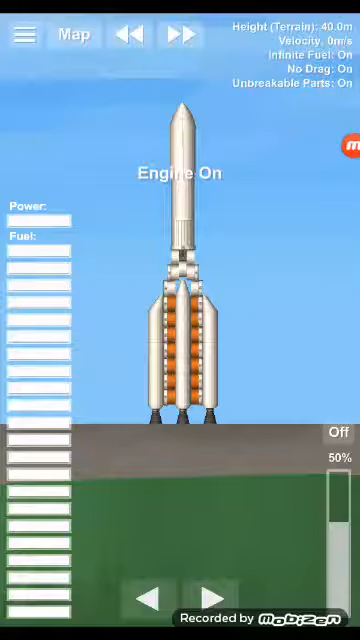 Map
Height (Terrain): 40.0m
Velocity, 0m/s
Infinite Fuel: On
No Drag: On
Unbreakable Parts: On
m
Engine On
Power:
Fuel:
Off
50%
Recorded by mobizen